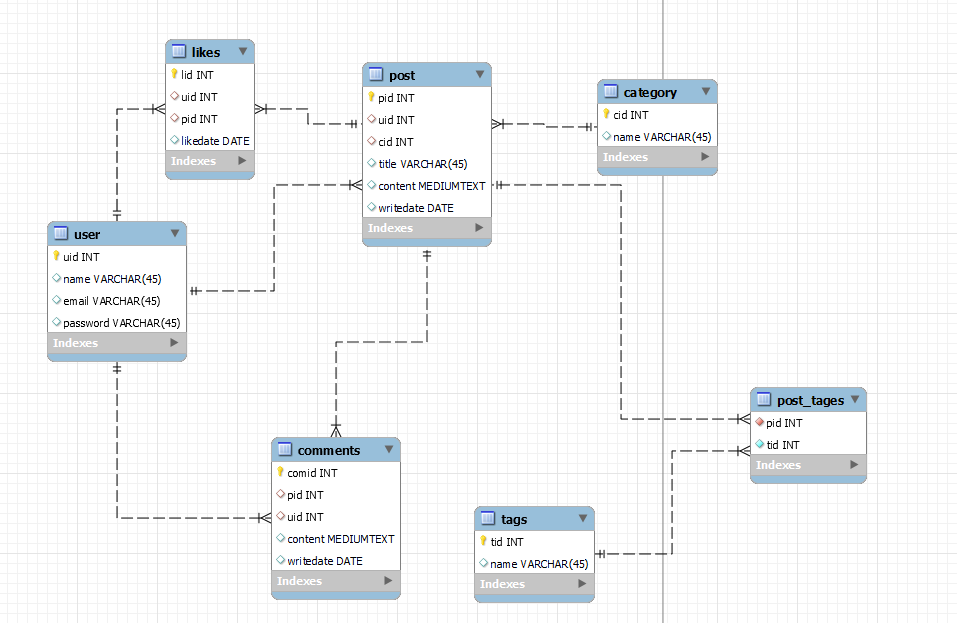 likes
lid INT
uid INT
pid INT
likedate DATE
Indexes
post
pid INT
uid INT
cid INT
title VARCHAR(45)
content MEDIUMTEXT
writedate DATE
Indexes
category
cid INT
name VARCHAR(45)
Indexes
user
uid INT
name VARCHAR(45)
email VARCHAR(45)
password VARCHAR(45)
Indexes
comments
comid INT
pid INT
uid INT
content MEDIUMTEXT
writedate DATE
Indexes
tags
tid INT
name VARCHAR(45)
Indexes
post_tages
pid INT
tid INT
Indexes